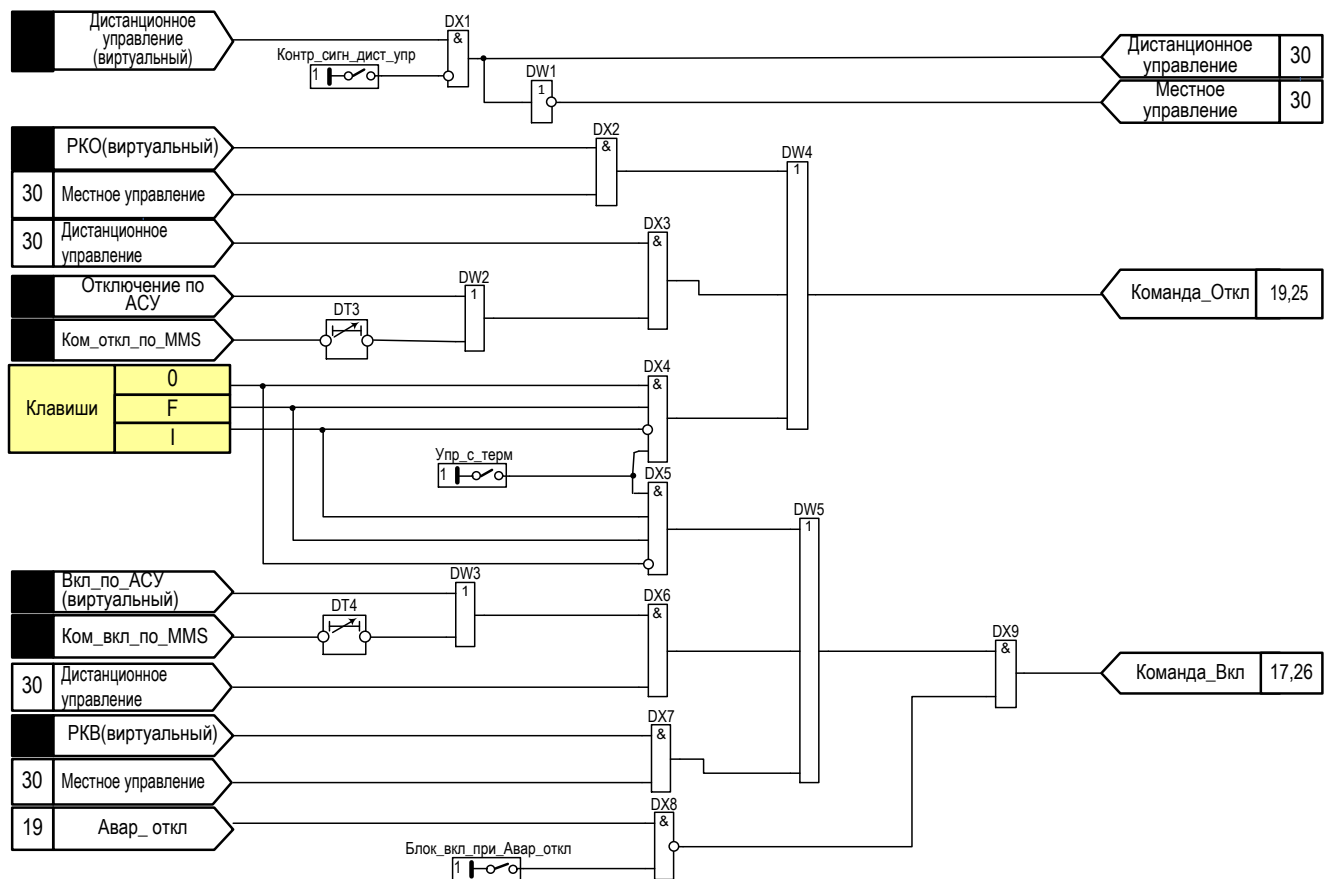 Дистанционное
управление
(виртуальный)
Контр_сигн_дист_упр
1
DX1
&
DW1
1
Дистанционное
управление
30
Местное
управление
30
РКО(виртуальный)
DX2
&
30
Местное управление
30
Дистанционное
управление
DX3
&
DW4
1
Отключение по
АСУ
DW2
1
Ком_откл_по_MMS
DT3
Команда_Откл
19,25
Клавиши
0
F
I
DX4
&
Упр_с_терм
1
DX5
&
DW5
1
Вкл_по_АСУ
(виртуальный)
DW3
1
Ком_вкл_по_MMS
DT4
DX6
&
30
Дистанционное
управление
DX9
&
Команда_Вкл
17,26
РКВ(виртуальный)
DX7
&
30
Местное управление
19
Авар_ откл
DX8
&
Блок_вкл_при_Авар_откл
1